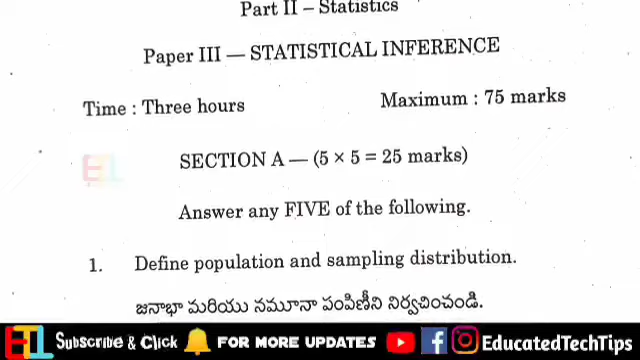 Part II – Statistics
Paper III — STATISTICAL INFERENCE
Time : Three hours
Maximum : 75 marks
SECTION A — (5 × 5 = 25 marks)
Answer any FIVE of the following.
1. Define population and sampling distribution.
జనాభా మరియు నమూనా పంపిణీని నిర్వచించండి.
ETL Subscribe & Click FOR MORE UPDATES EducatedTechTips